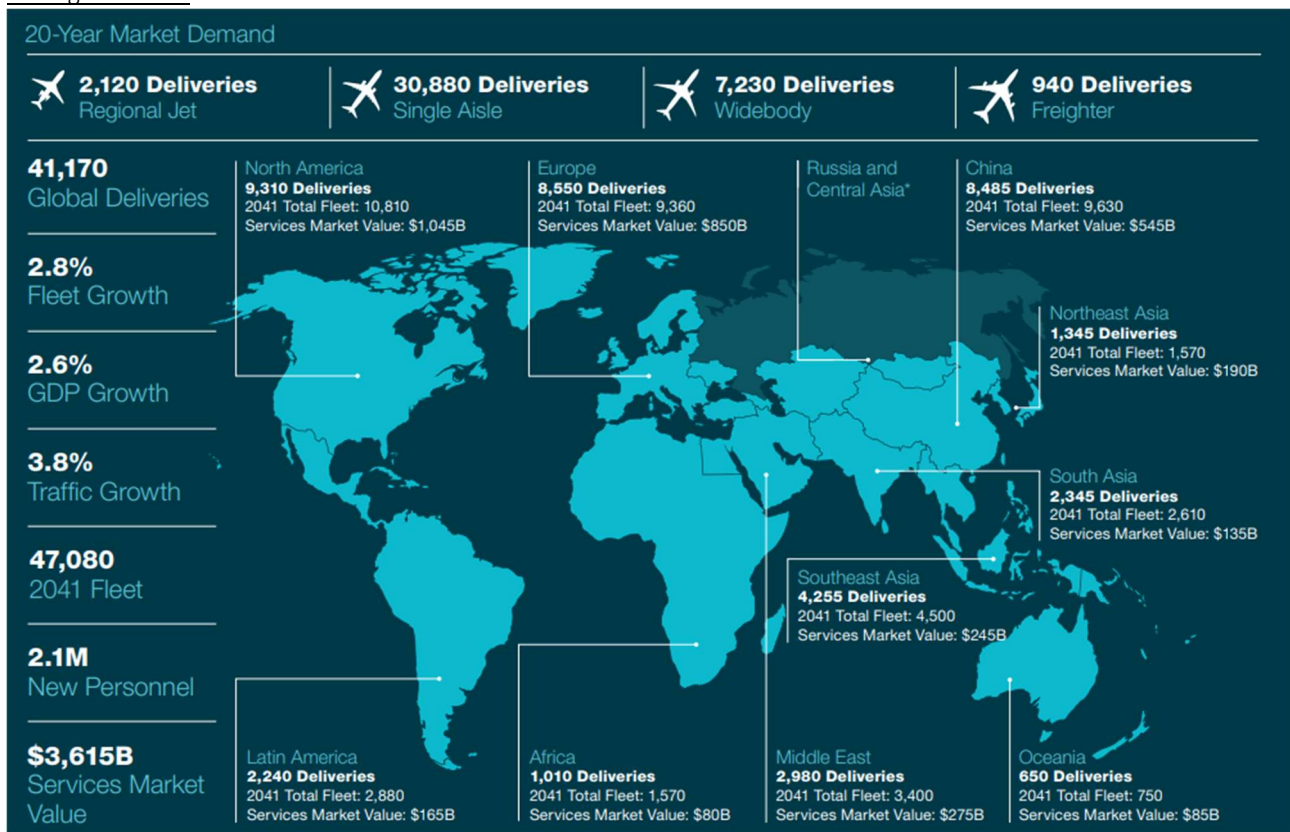 20-Year Market Demand
2,120 Deliveries
Regional Jet
30,880 Deliveries
Single Aisle
7,230 Deliveries
Widebody
940 Deliveries
Freighter
41,170
Global Deliveries
2.8%
Fleet Growth
2.6%
GDP Growth
3.8%
Traffic Growth
47,080
2041 Fleet
2.1M
New Personnel
$3,615B
Services Market
Value
North America
9,310 Deliveries
2041 Total Fleet: 10,810
Services Market Value: $1,045B
Europe
8,550 Deliveries
2041 Total Fleet: 9,360
Services Market Value: $850B
Russia and
Central Asia*
China
8,485 Deliveries
2041 Total Fleet: 9,630
Services Market Value: $545B
Northeast Asia
1,345 Deliveries
2041 Total Fleet: 1,570
Services Market Value: $190B
South Asia
2,345 Deliveries
2041 Total Fleet: 2,610
Services Market Value: $135B
Southeast Asia
4,255 Deliveries
2041 Total Fleet: 4,500
Services Market Value: $245B
Latin America
2,240 Deliveries
2041 Total Fleet: 2,880
Services Market Value: $165B
Africa
1,010 Deliveries
2041 Total Fleet: 1,570
Services Market Value: $80B
Middle East
2,980 Deliveries
2041 Total Fleet: 3,400
Services Market Value: $275B
Oceania
650 Deliveries
2041 Total Fleet: 750
Services Market Value: $85B